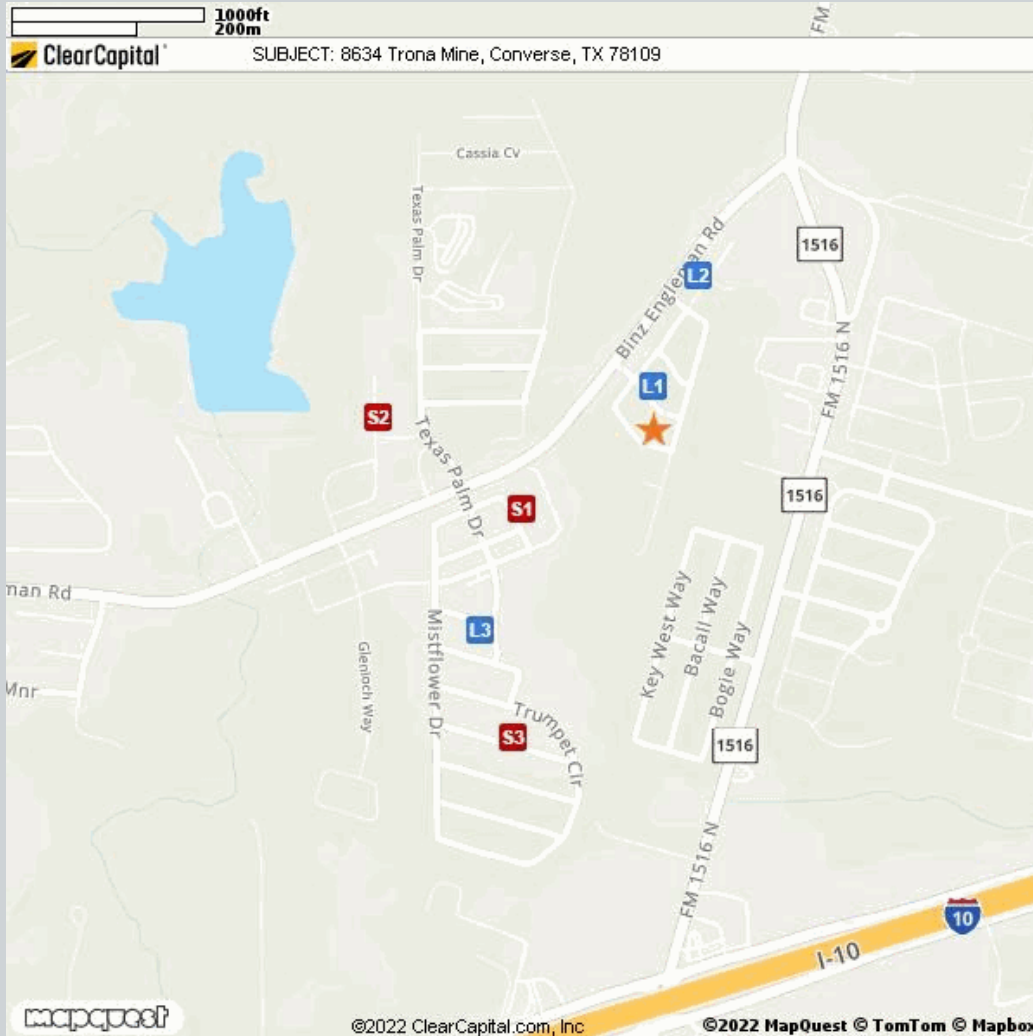 1000ft
200m
ClearCapital
SUBJECT: 8634 Trona Mine, Converse, TX 78109
FM
Cassia Cv
Texas Palm Dr
1516
Binz Engleman Rd
L2
FM 1516 N
L1
S2
Texas Palm Dr
S1
1516
man Rd
Key West Way
Bacall Way
Bogie Way
Mistflower Dr
L3
Glenloch Way
Mnr
Trumpet Cir
S3
1516
FM 1516 N
10
I-10
mapquest
©2022 ClearCapital.com, Inc
©2022 MapQuest © TomTom © Mapbox